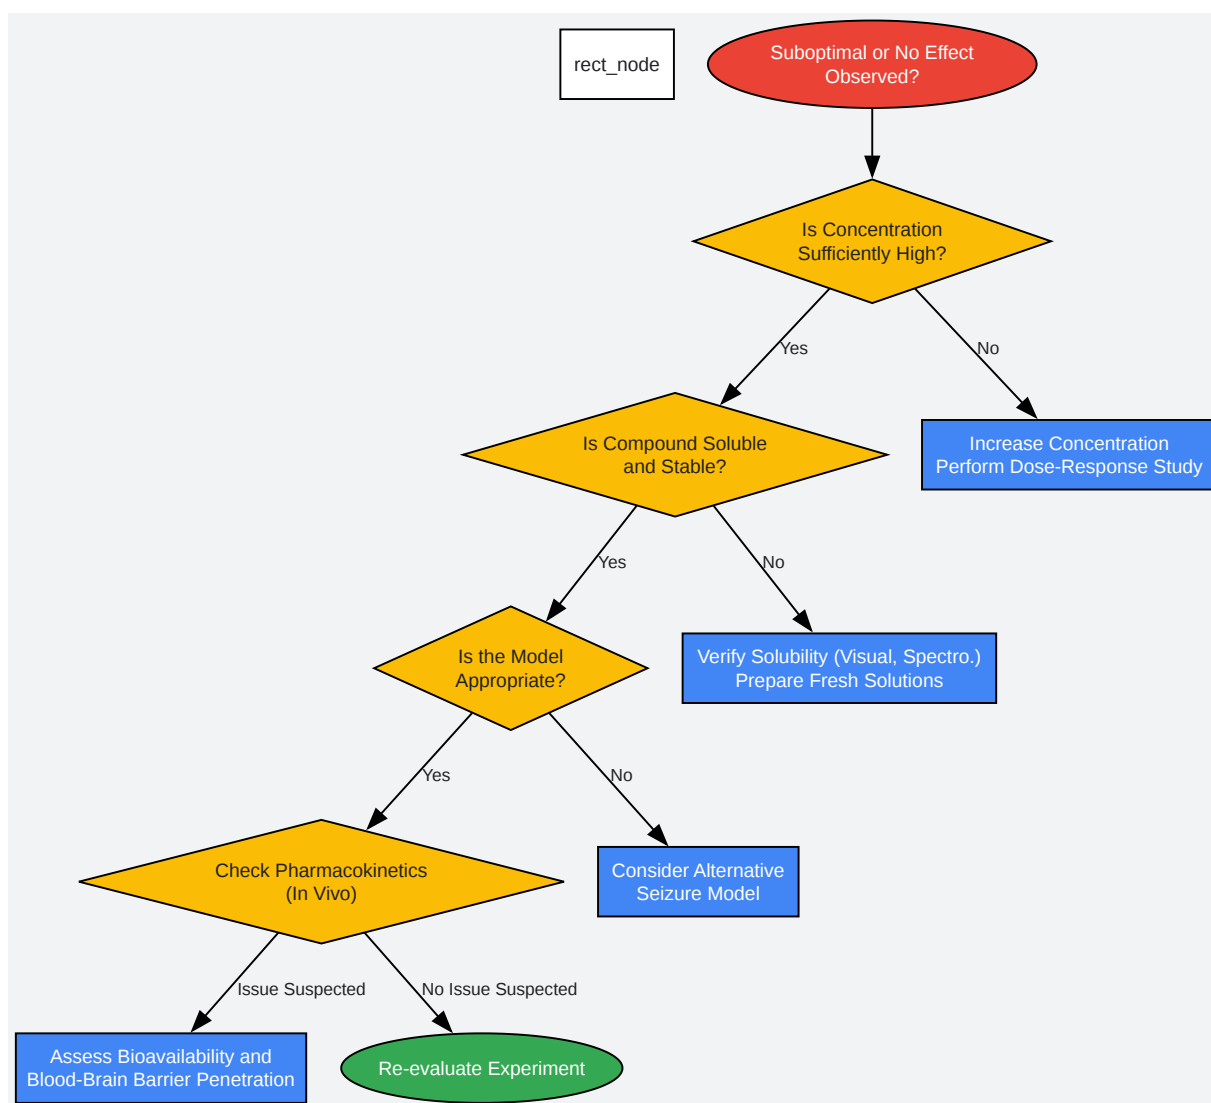 rect_node
Suboptimal or No Effect
Observed?
Is Concentration
Sufficiently High?
Yes
No
Is Compound Soluble
and Stable?
Increase Concentration
Perform Dose-Response Study
Yes
No
Is the Model
Appropriate?
Verify Solubility (Visual, Spectro.)
Prepare Fresh Solutions
Yes
No
Check Pharmacokinetics
(In Vivo)
Consider Alternative
Seizure Model
Issue Suspected
No Issue Suspected
Assess Bioavailability and
Blood-Brain Barrier Penetration
Re-evaluate Experiment